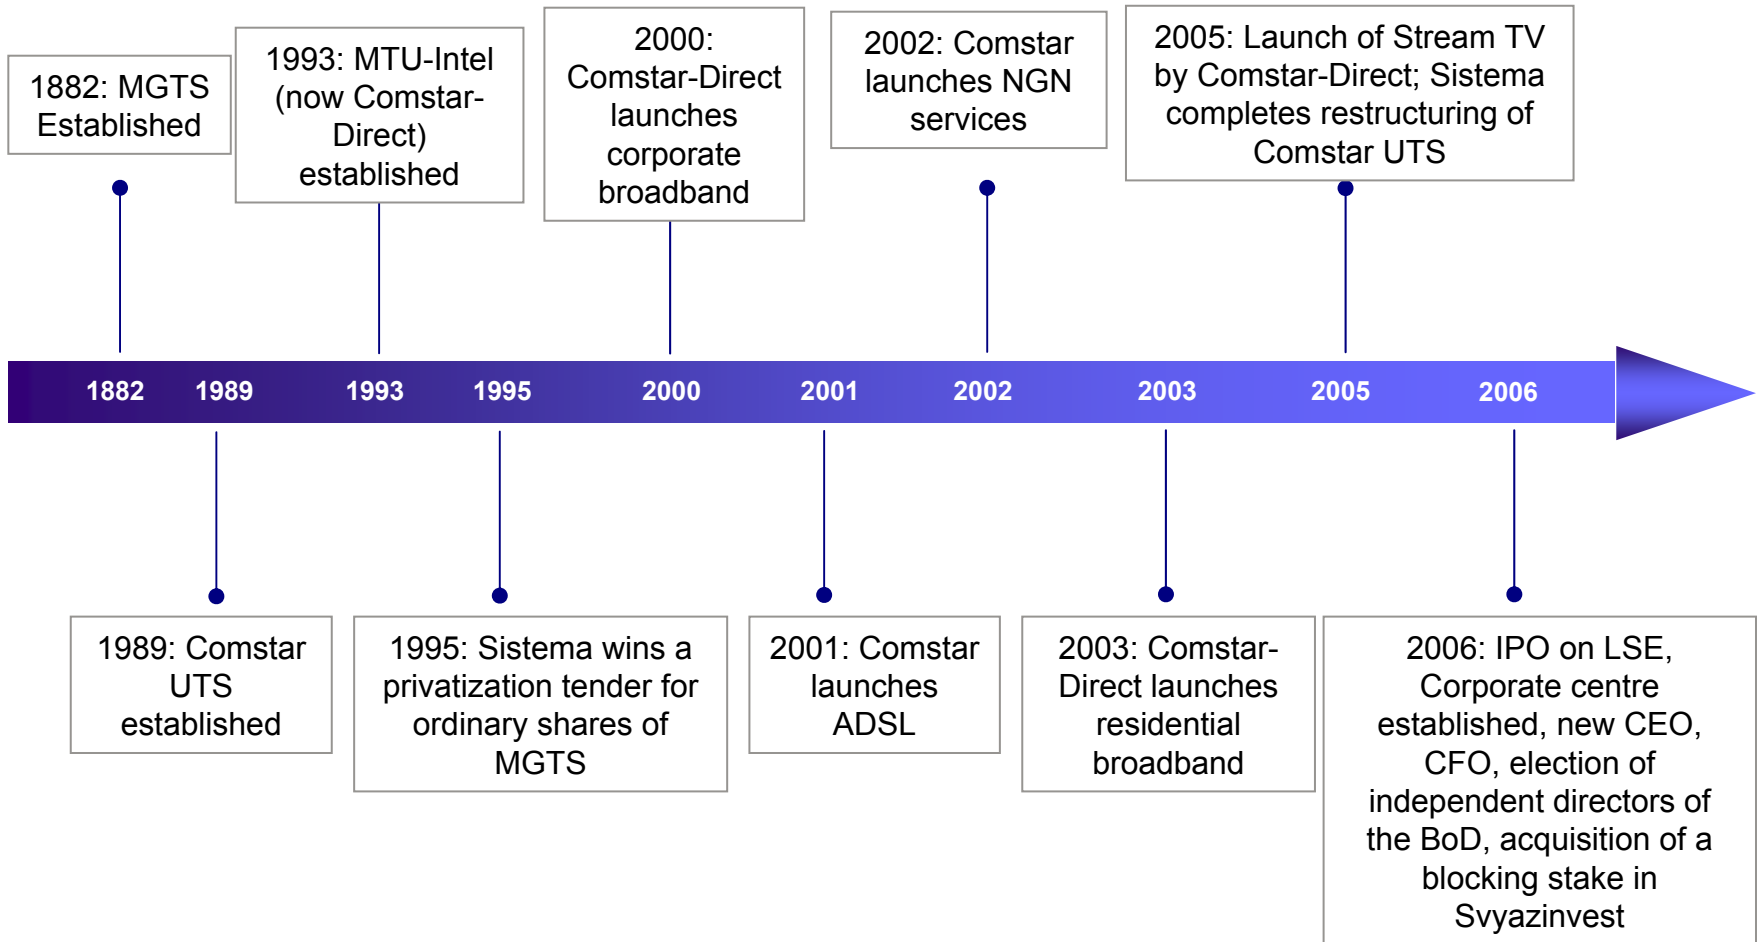 1882: MGTS
Established
1993: MTU-Intel
(now Comstar-
Direct)
established
2000:
Comstar-Direct
launches
corporate
broadband
2002: Comstar
launches NGN
services
2005: Launch of Stream TV
by Comstar-Direct; Sistema
completes restructuring of
Comstar UTS
1882 1989 1993 1995 2000 2001 2002 2003 2005 2006
1989: Comstar
UTS
established
1995: Sistema wins a
privatization tender for
ordinary shares of
MGTS
2001: Comstar
launches
ADSL
2003: Comstar-
Direct launches
residential
broadband
2006: IPO on LSE,
Corporate centre
established, new CEO,
CFO, election of
independent directors of
the BoD, acquisition of a
blocking stake in
Svyazinvest